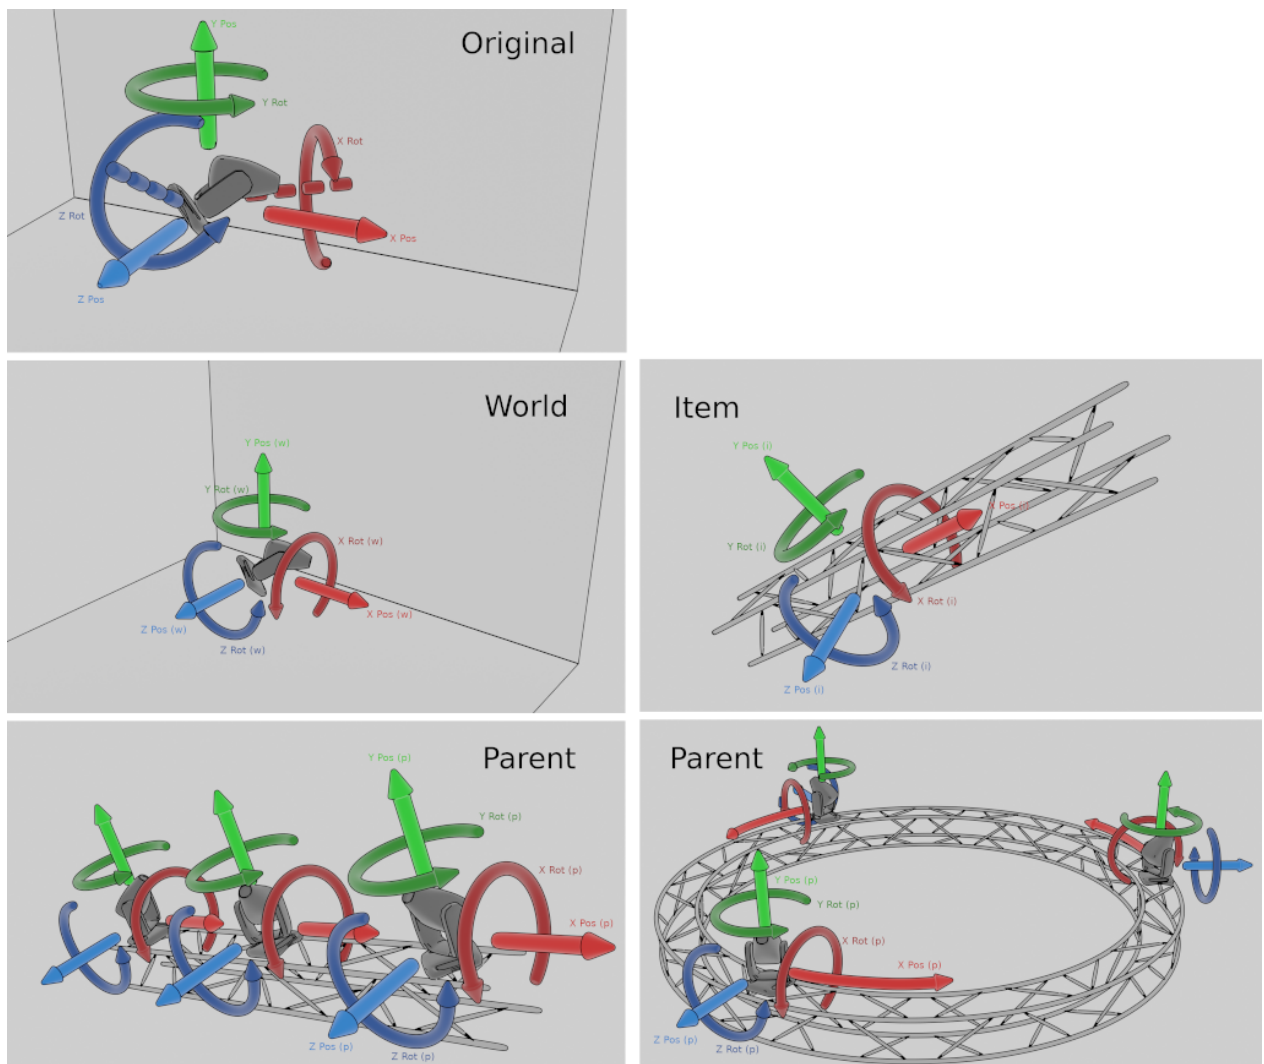 Original
Y Pos
Y Rot
X Rot
Z Rot
X Pos
Z Pos
World
Y Pos (w)
Y Rot (w)
X Rot (w)
X Pos (w)
Z Pos (w)
Z Rot (w)
Item
Y Pos (i)
X Pos (i)
Y Rot (i)
X Rot (i)
Z Rot (i)
Z Pos (i)
Parent
Y Pos (p)
Y Rot (p)
X Rot (p)
X Pos (p)
Z Pos (p)
Z Rot (p)
Parent
Y Pos (p)
Y Rot (p)
X Rot (p)
X Pos (p)
Z Pos (p)
Z Rot (p)